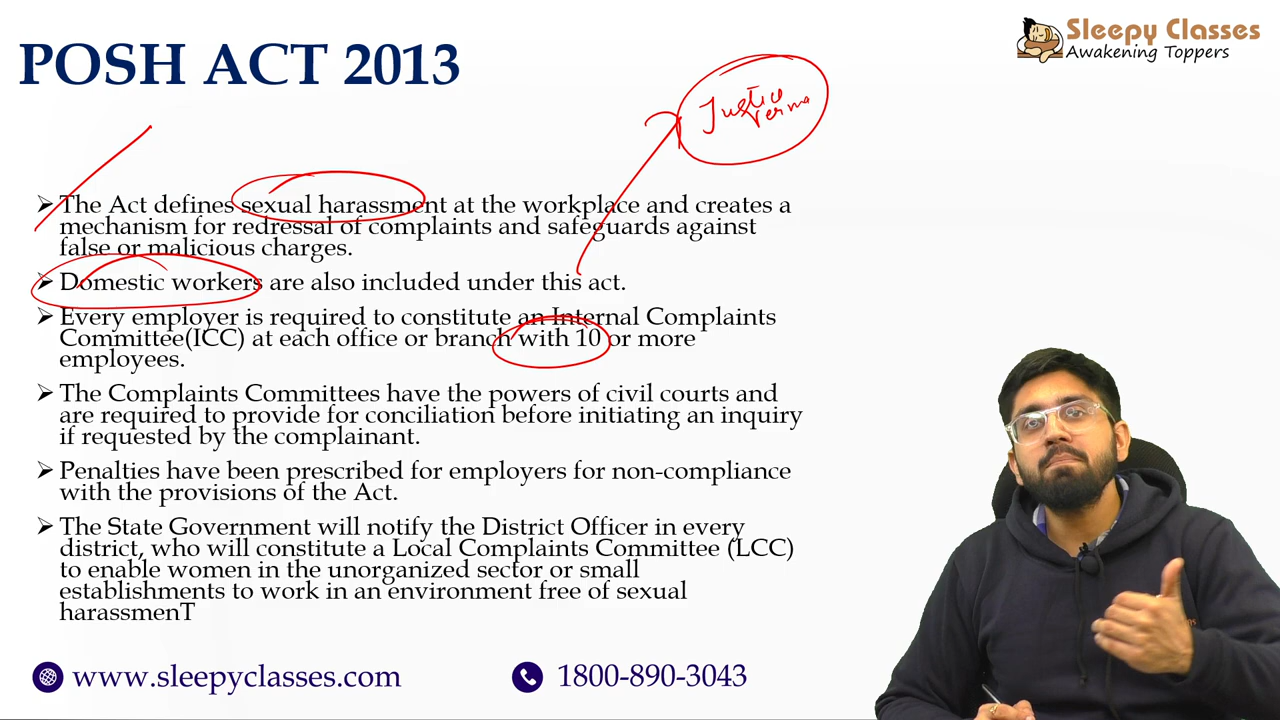 POSH ACT 2013
Sleepy Classes
Awakening Toppers
Justice
Verma
The Act defines sexual harassment at the workplace and creates a
mechanism for redressal of complaints and safeguards against
false or malicious charges.
Domestic workers are also included under this act.
Every employer is required to constitute an Internal Complaints
Committee(ICC) at each office or branch with 10 or more
employees.
The Complaints Committees have the powers of civil courts and
are required to provide for conciliation before initiating an inquiry
if requested by the complainant.
Penalties have been prescribed for employers for non-compliance
with the provisions of the Act.
The State Government will notify the District Officer in every
district, who will constitute a Local Complaints Committee (LCC)
to enable women in the unorganized sector or small
establishments to work in an environment free of sexual
harassmenT
www.sleepyclasses.com
1800-890-3043